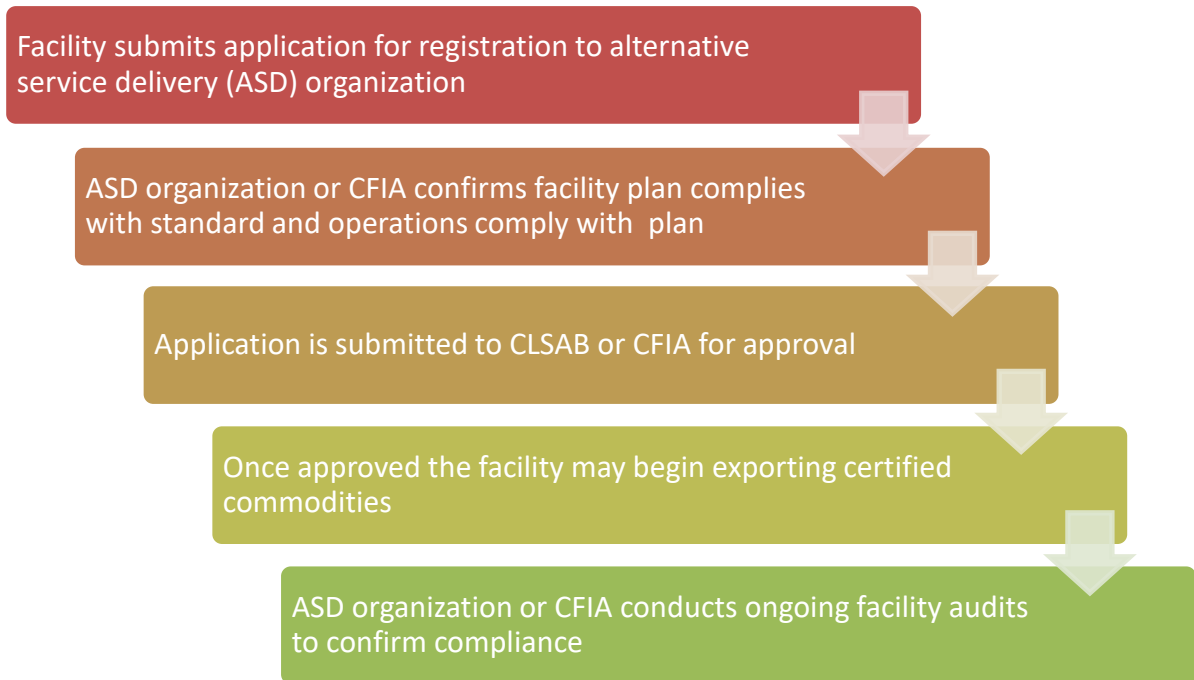 Facility submits application for registration to alternative
service delivery (ASD) organization
ASD organization or CFIA confirms facility plan complies
with standard and operations comply with  plan
Application is submitted to CLSAB or CFIA for approval
Once approved the facility may begin exporting certified
commodities
ASD organization or CFIA conducts ongoing facility audits
to confirm compliance